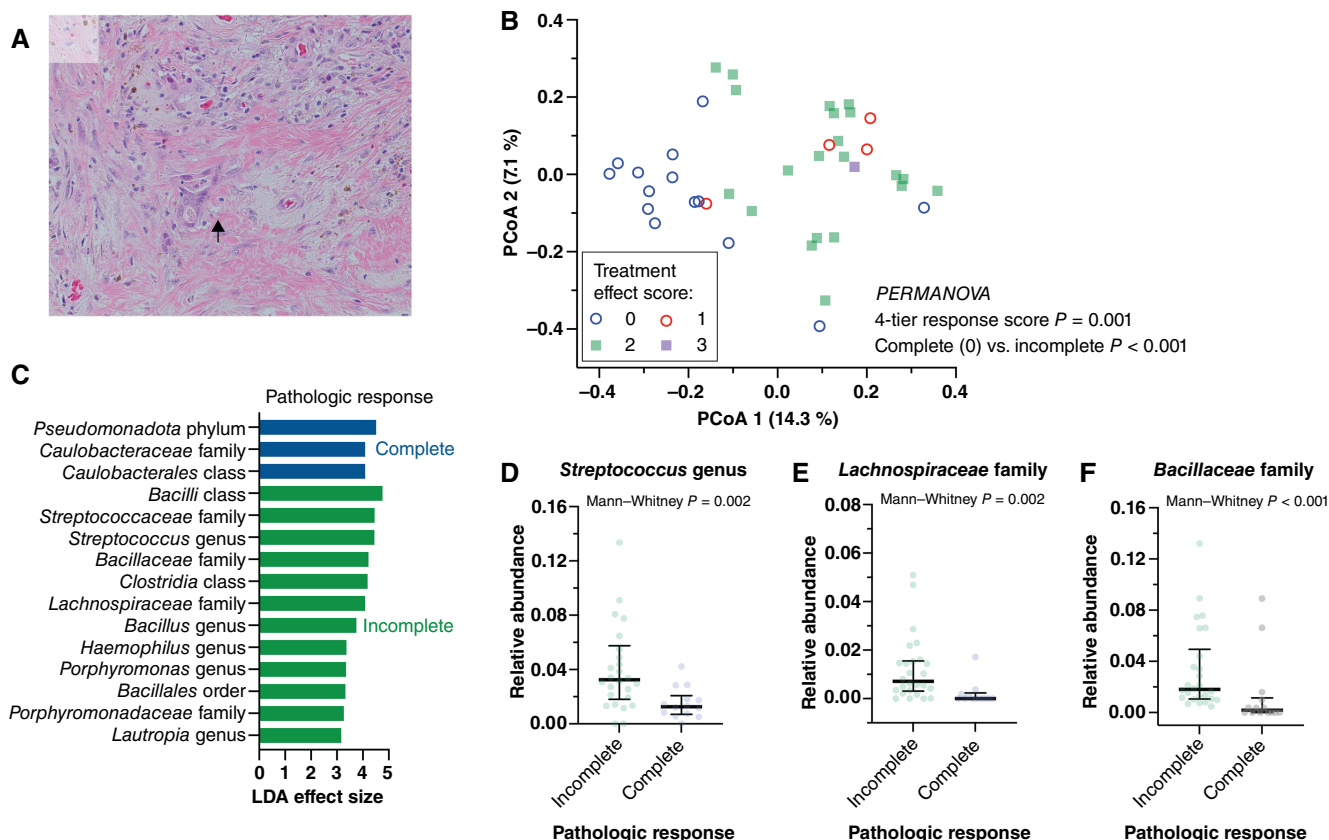 A
B
0.4
0.2
0.0
−0.2
−0.4
PCoA 2 (7.1 %)
Treatment
effect score:
0 1
2 3
PERMANOVA
4-tier response score P = 0.001
Complete (0) vs. incomplete P < 0.001
−0.4 −0.2 0.0 0.2 0.4
PCoA 1 (14.3 %)
C
Pathologic response
Pseudomonadota phylum
Caulobacteraceae family
Complete
Caulobacterales class
Bacilli class
Streptococcaceae family
Streptococcus genus
Bacillaceae family
Clostridia class
Lachnospiraceae family
Bacillus genus
Incomplete
Haemophilus genus
Porphyromonas genus
Bacillales order
Porphyromonadaceae family
Lautropia genus
0 1 2 3 4 5
LDA effect size
D
Streptococcus genus
Mann–Whitney P = 0.002
0.16
0.12
0.08
0.04
0.00
Relative abundance
Incomplete
Complete
Pathologic response
E
Lachnospiraceae family
Mann–Whitney P = 0.002
0.08
0.06
0.04
0.02
0.00
Relative abundance
Incomplete
Complete
Pathologic response
F
Bacillaceae family
Mann–Whitney P < 0.001
0.16
0.12
0.08
0.04
0.00
Relative abundance
Incomplete
Complete
Pathologic response